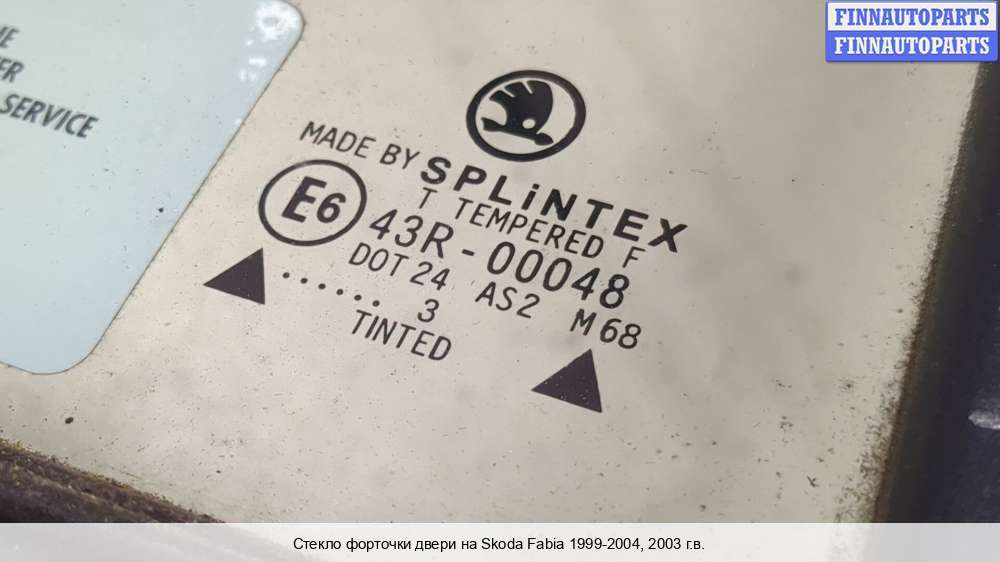 FINNAUTOPARTS
FINNAUTOPARTS
SERVICE
MADE BY SPLiNTEX
T TEMPERED F
E6
43R-00048
DOT 24 AS2 M68
...... 3
TINTED
Стекло форточки двери на Skoda Fabia 1999-2004, 2003 г.в.